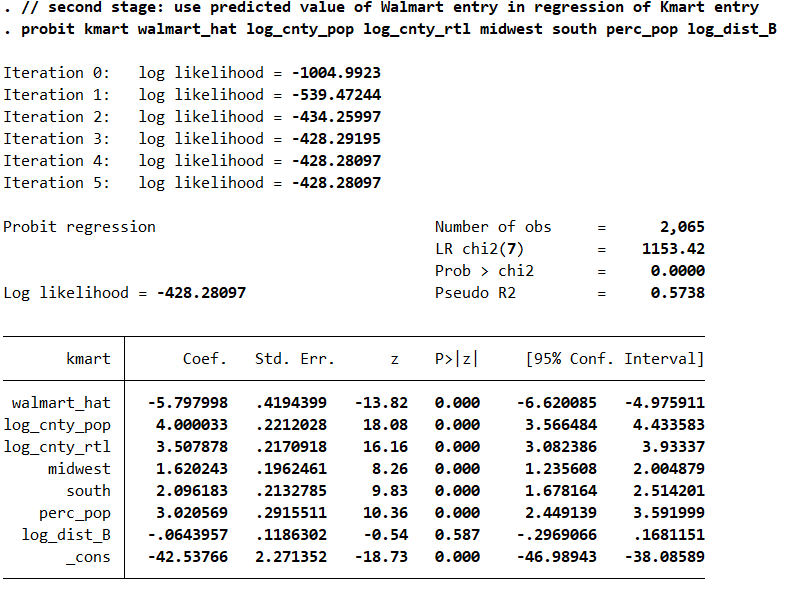 . // second stage: use predicted value of Walmart entry in regression of Kmart entry
. probit kmart walmart_hat log_cnty_pop log_cnty_rtl midwest south perc_pop log_dist_B
Iteration 0:   log likelihood = -1004.9923
Iteration 1:   log likelihood = -539.47244
Iteration 2:   log likelihood = -434.25997
Iteration 3:   log likelihood = -428.29195
Iteration 4:   log likelihood = -428.28097
Iteration 5:   log likelihood = -428.28097
Probit regression                               Number of obs     =      2,065
                                                LR chi2(7)        =    1153.42
                                                Prob > chi2       =     0.0000
Log likelihood = -428.28097                     Pseudo R2         =     0.5738
kmart      Coef.   Std. Err.      z    P>|z|     [95% Conf. Interval]
walmart_hat  -5.797998   .4194399   -13.82   0.000    -6.620085   -4.975911
log_cnty_pop   4.000033   .2212028    18.08   0.000     3.566484    4.433583
log_cnty_rtl   3.507878   .2170918    16.16   0.000     3.082386     3.93337
midwest   1.620243   .1962461     8.26   0.000     1.235608    2.004879
south   2.096183   .2132785     9.83   0.000     1.678164    2.514201
perc_pop   3.020569   .2915511    10.36   0.000     2.449139    3.591999
log_dist_B  -.0643957   .1186302    -0.54   0.587    -.2969066    .1681151
_cons  -42.53766   2.271352   -18.73   0.000    -46.98943   -38.08589